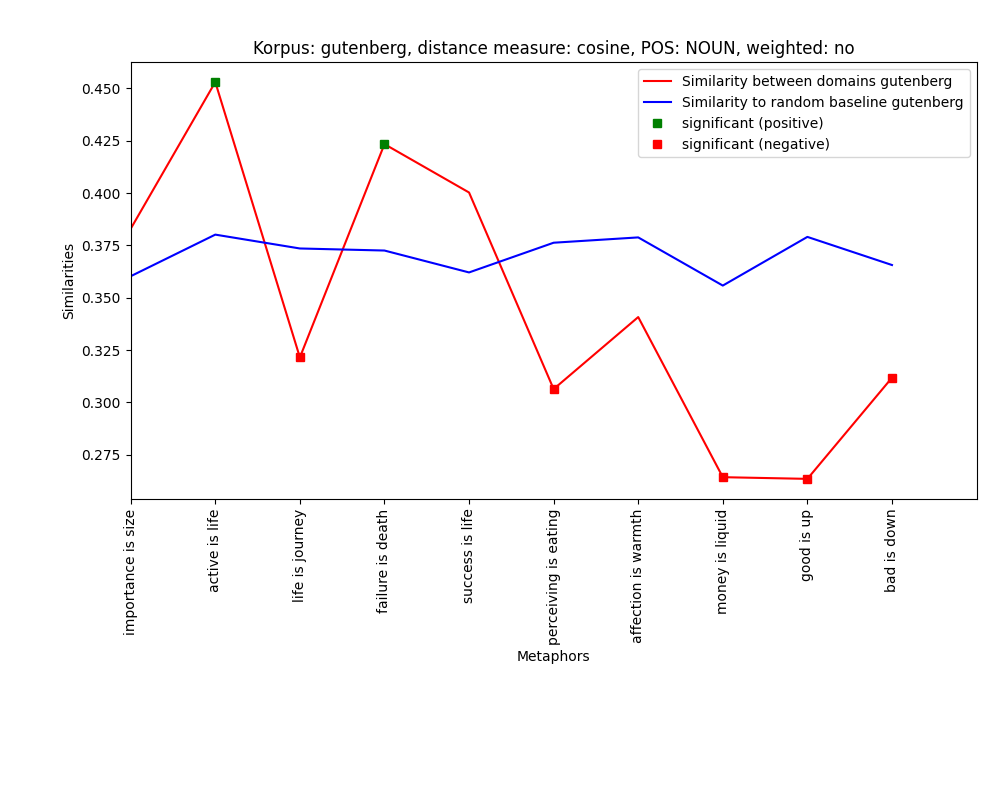 Korpus: gutenberg, distance measure: cosine, POS: NOUN, weighted: no
Similarity between domains gutenberg
Similarity to random baseline gutenberg
significant (positive)
significant (negative)
0.450
0.425
0.400
0.375
0.350
0.325
0.300
0.275
Similarities
importance is size
active is life
life is journey
failure is death
success is life
perceiving is eating
affection is warmth
money is liquid
good is up
bad is down
Metaphors